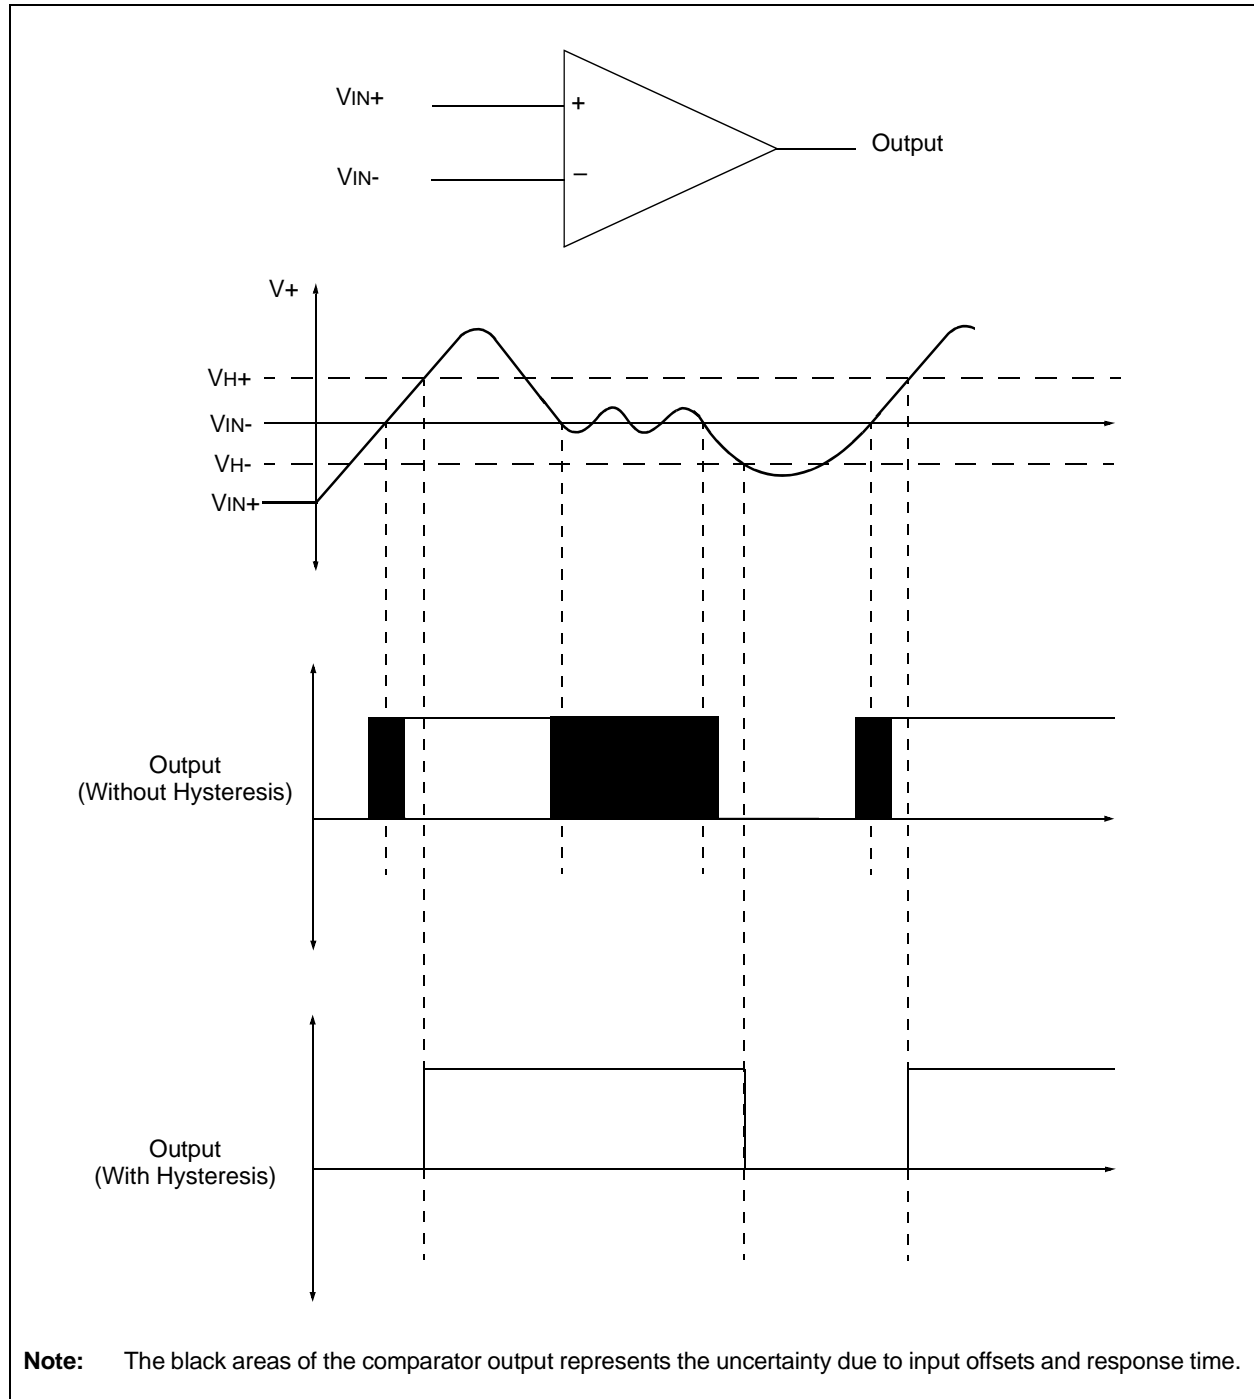 VIN+
+
Output
VIN-
–
V+
VH+
VIN-
VH-
VIN+
Output
(Without Hysteresis)
Output
(With Hysteresis)
Note: The black areas of the comparator output represents the uncertainty due to input offsets and response time.